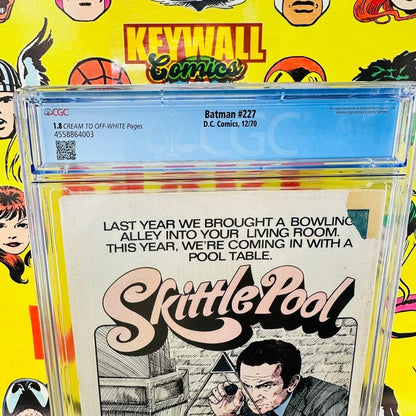 KEYWALL
Comics
CGC
Batman #227
D.C. Comics, 12/70
1.8 CREAM TO OFF-WHITE Pages
4558864003
CGC
LAST YEAR WE BROUGHT A BOWLING
ALLEY INTO YOUR LIVING ROOM.
THIS YEAR, WE'RE COMING IN WITH A
POOL TABLE.
Skittle Pool